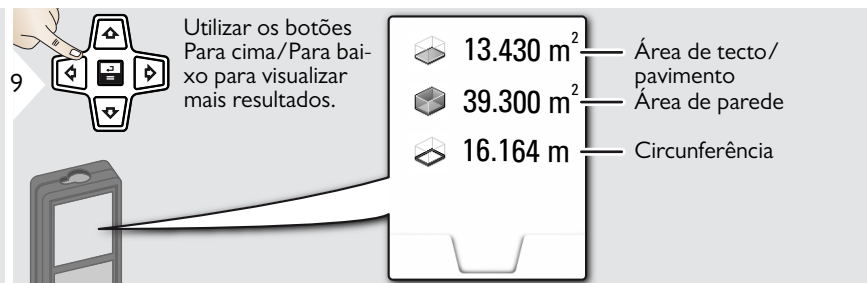 9
Utilizar os botões
Para cima/Para bai-
xo para visualizar
mais resultados.
13.430 m²
Área de tecto/
pavimento
39.300 m²
Área de parede
16.164 m
Circunferência